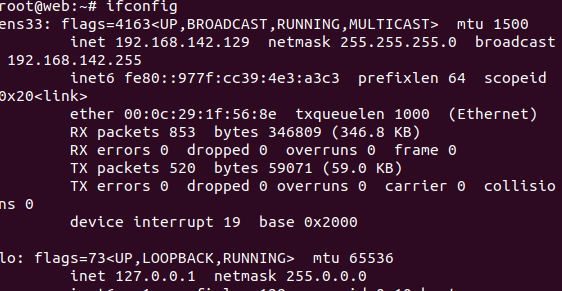 root@web:~# ifconfig
ens33: flags=4163<UP,BROADCAST,RUNNING,MULTICAST>  mtu 1500
        inet 192.168.142.129  netmask 255.255.255.0  broadcast
 192.168.142.255
        inet6 fe80::977f:cc39:4e3:a3c3  prefixlen 64  scopeid
0x20<link>
        ether 00:0c:29:1f:56:8e  txqueuelen 1000  (Ethernet)
        RX packets 853  bytes 346809 (346.8 KB)
        RX errors 0  dropped 0  overruns 0  frame 0
        TX packets 520  bytes 59071 (59.0 KB)
        TX errors 0  dropped 0 overruns 0  carrier 0  collisio
ns 0
        device interrupt 19  base 0x2000
lo: flags=73<UP,LOOPBACK,RUNNING>  mtu 65536
        inet 127.0.0.1  netmask 255.0.0.0